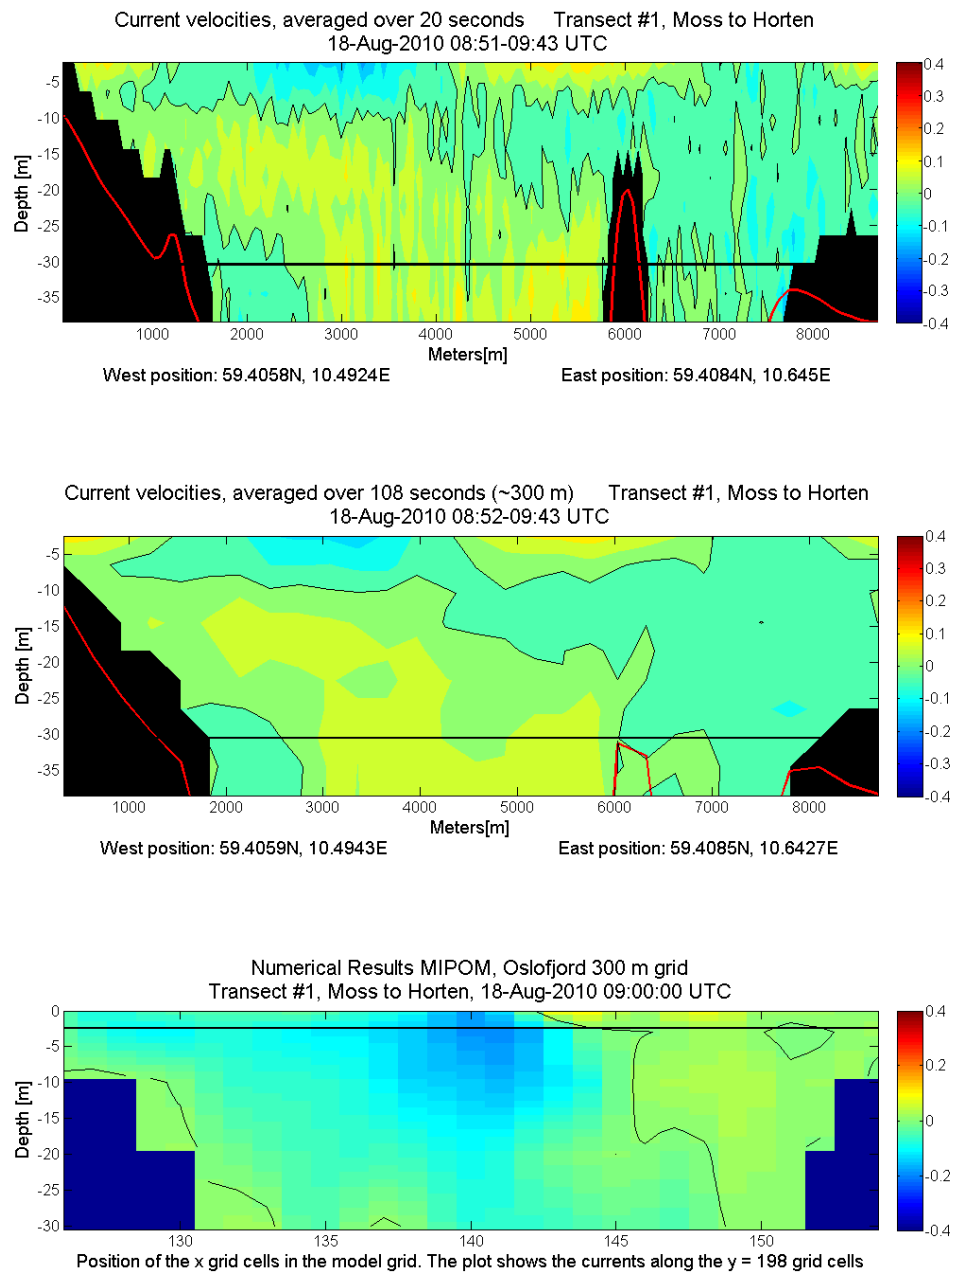 Current velocities, averaged over 20 seconds Transect #1, Moss to Horten
18-Aug-2010 08:51-09:43 UTC
Depth [m]
-5
-10
-15
-20
-25
-30
-35
1000 2000 3000 4000 5000 6000 7000 8000
Meters[m]
0.4
0.3
0.2
0.1
0
-0.1
-0.2
-0.3
-0.4
West position: 59.4058N, 10.4924E East position: 59.4084N, 10.645E
Current velocities, averaged over 108 seconds (~300 m) Transect #1, Moss to Horten
18-Aug-2010 08:52-09:43 UTC
Depth [m]
-5
-10
-15
-20
-25
-30
-35
1000 2000 3000 4000 5000 6000 7000 8000
Meters[m]
0.4
0.3
0.2
0.1
0
-0.1
-0.2
-0.3
-0.4
West position: 59.4059N, 10.4943E East position: 59.4085N, 10.6427E
Numerical Results MIPOM, Oslofjord 300 m grid
Transect #1, Moss to Horten, 18-Aug-2010 09:00:00 UTC
Depth [m]
0
-5
-10
-15
-20
-25
-30
130 135 140 145 150
0.4
0.2
0
-0.2
-0.4
Position of the x grid cells in the model grid. The plot shows the currents along the y = 198 grid cells